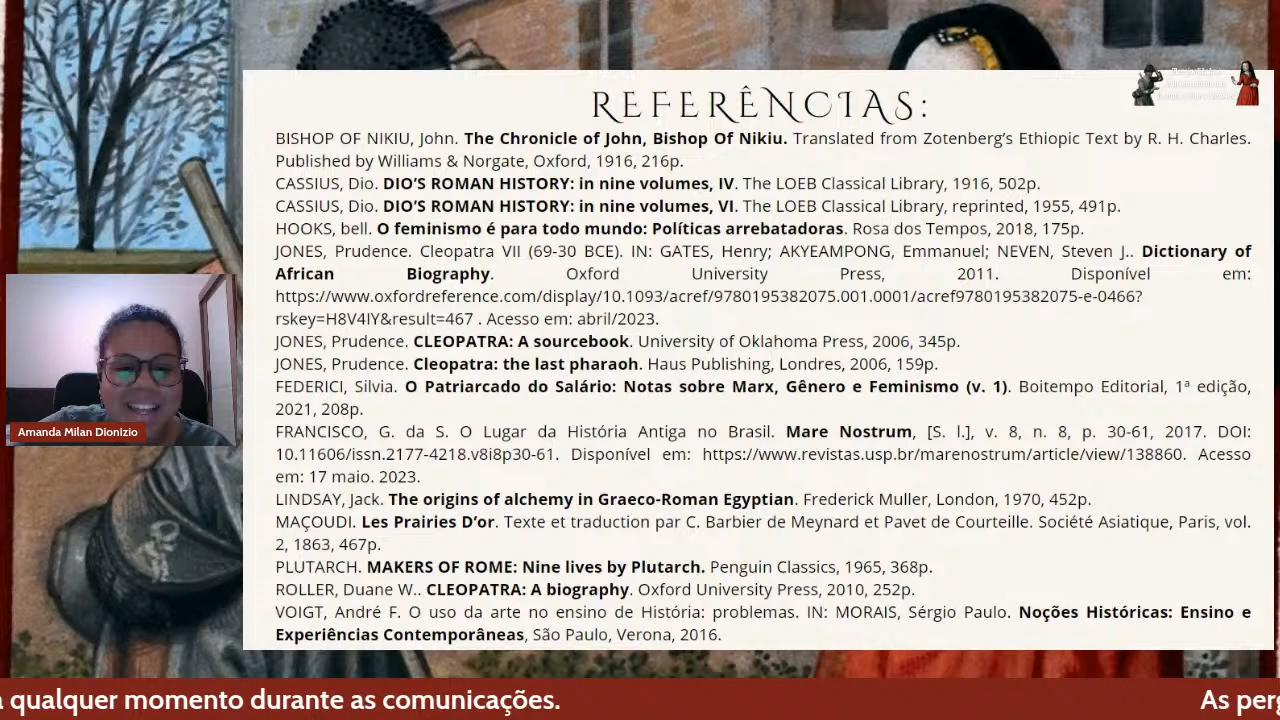 REFERÊNCIAS:
BISHOP OF NIKIU, John. The Chronicle of John, Bishop Of Nikiu. Translated from Zotenberg’s Ethiopic Text by R. H. Charles.
Published by Williams & Norgate, Oxford, 1916, 216p.
CASSIUS, Dio. DIO’S ROMAN HISTORY: in nine volumes, IV. The LOEB Classical Library, 1916, 502p.
CASSIUS, Dio. DIO’S ROMAN HISTORY: in nine volumes, VI. The LOEB Classical Library, reprinted, 1955, 491p.
HOOKS, bell. O feminismo é para todo mundo: Políticas arrebatadoras. Rosa dos Tempos, 2018, 175p.
JONES, Prudence. Cleopatra VII (69-30 BCE). IN: GATES, Henry; AKYEAMPONG, Emmanuel; NEVEN, Steven J.. Dictionary of
African Biography. Oxford University Press, 2011. Disponível em:
https://www.oxfordreference.com/display/10.1093/acref/9780195382075.001.0001/acref9780195382075-e-0466?
rskey=H8V4IY&result=467 . Acesso em: abril/2023.
JONES, Prudence. CLEOPATRA: A sourcebook. University of Oklahoma Press, 2006, 345p.
JONES, Prudence. Cleopatra: the last pharaoh. Haus Publishing, Londres, 2006, 159p.
FEDERICI, Silvia. O Patriarcado do Salário: Notas sobre Marx, Gênero e Feminismo (v. 1). Boitempo Editorial, 1ª edição,
2021, 208p.
FRANCISCO, G. da S. O Lugar da História Antiga no Brasil. Mare Nostrum, [S. l.], v. 8, n. 8, p. 30-61, 2017. DOI:
10.11606/issn.2177-4218.v8i8p30-61. Disponível em: https://www.revistas.usp.br/marenostrum/article/view/138860. Acesso
em: 17 maio. 2023.
LINDSAY, Jack. The origins of alchemy in Graeco-Roman Egyptian. Frederick Muller, London, 1970, 452p.
MAÇOUDI. Les Prairies D’or. Texte et traduction par C. Barbier de Meynard et Pavet de Courteille. Société Asiatique, Paris, vol.
2, 1863, 467p.
PLUTARCH. MAKERS OF ROME: Nine lives by Plutarch. Penguin Classics, 1965, 368p.
ROLLER, Duane W.. CLEOPATRA: A biography. Oxford University Press, 2010, 252p.
VOIGT, André F. O uso da arte no ensino de História: problemas. IN: MORAIS, Sérgio Paulo. Noções Históricas: Ensino e
Experiências Contemporâneas, São Paulo, Verona, 2016.
Amanda Milan Dionizio
a qualquer momento durante as comunicações.
As perg